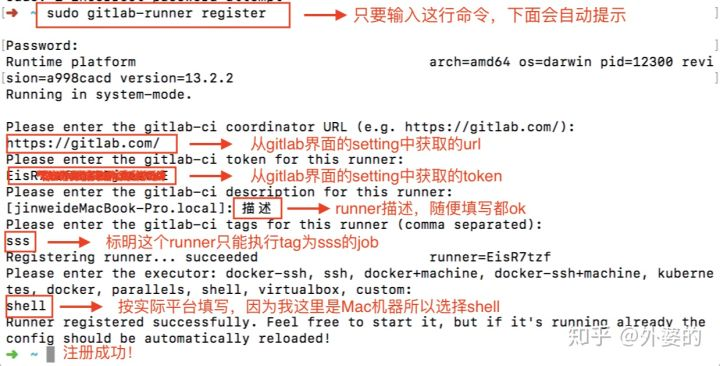 ➜ ~ sudo gitlab-runner register 只要输入这行命令，下面会自动提示
Password:
Runtime platform arch=amd64 os=darwin pid=12300 revi
sion=a998cacd version=13.2.2
Running in system-mode.
Please enter the gitlab-ci coordinator URL (e.g. https://gitlab.com/):
https://gitlab.com/ 从gitlab界面的setting中获取的url
Please enter the gitlab-ci token for this runner:
EisR 从gitlab界面的setting中获取的token
Please enter the gitlab-ci description for this runner:
[jinweideMacBook-Pro.local]: 描述 runner描述，随便填写都ok
Please enter the gitlab-ci tags for this runner (comma separated):
sss 标明这个runner只能执行tag为sss的job
Registering runner... succeeded runner=EisR7tzf
Please enter the executor: docker-ssh, ssh, docker+machine, docker-ssh+machine, kuberne
tes, docker, parallels, shell, virtualbox, custom:
shell 按实际平台填写，因为我这里是Mac机器所以选择shell
Runner registered successfully. Feel free to start it, but if it's running already the
config should be automatically reloaded!
➜ ~ 注册成功！
知乎 @外婆的